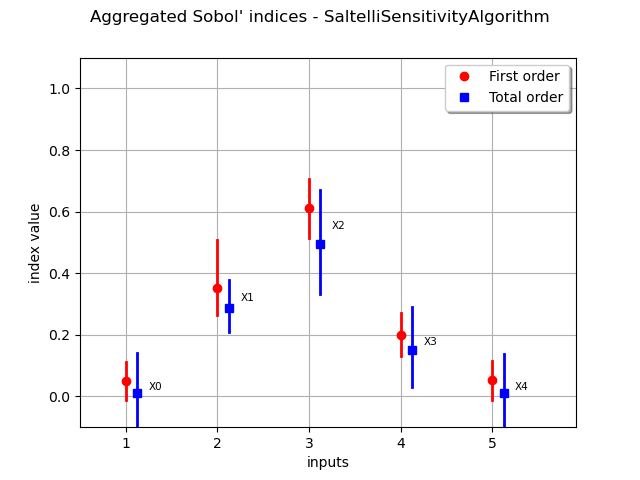 Aggregated Sobol' indices - SaltelliSensitivityAlgorithm
First order
Total order
1.0
0.8
0.6
0.4
0.2
0.0
index value
X0
X1
X2
X3
X4
1 2 3 4 5
inputs